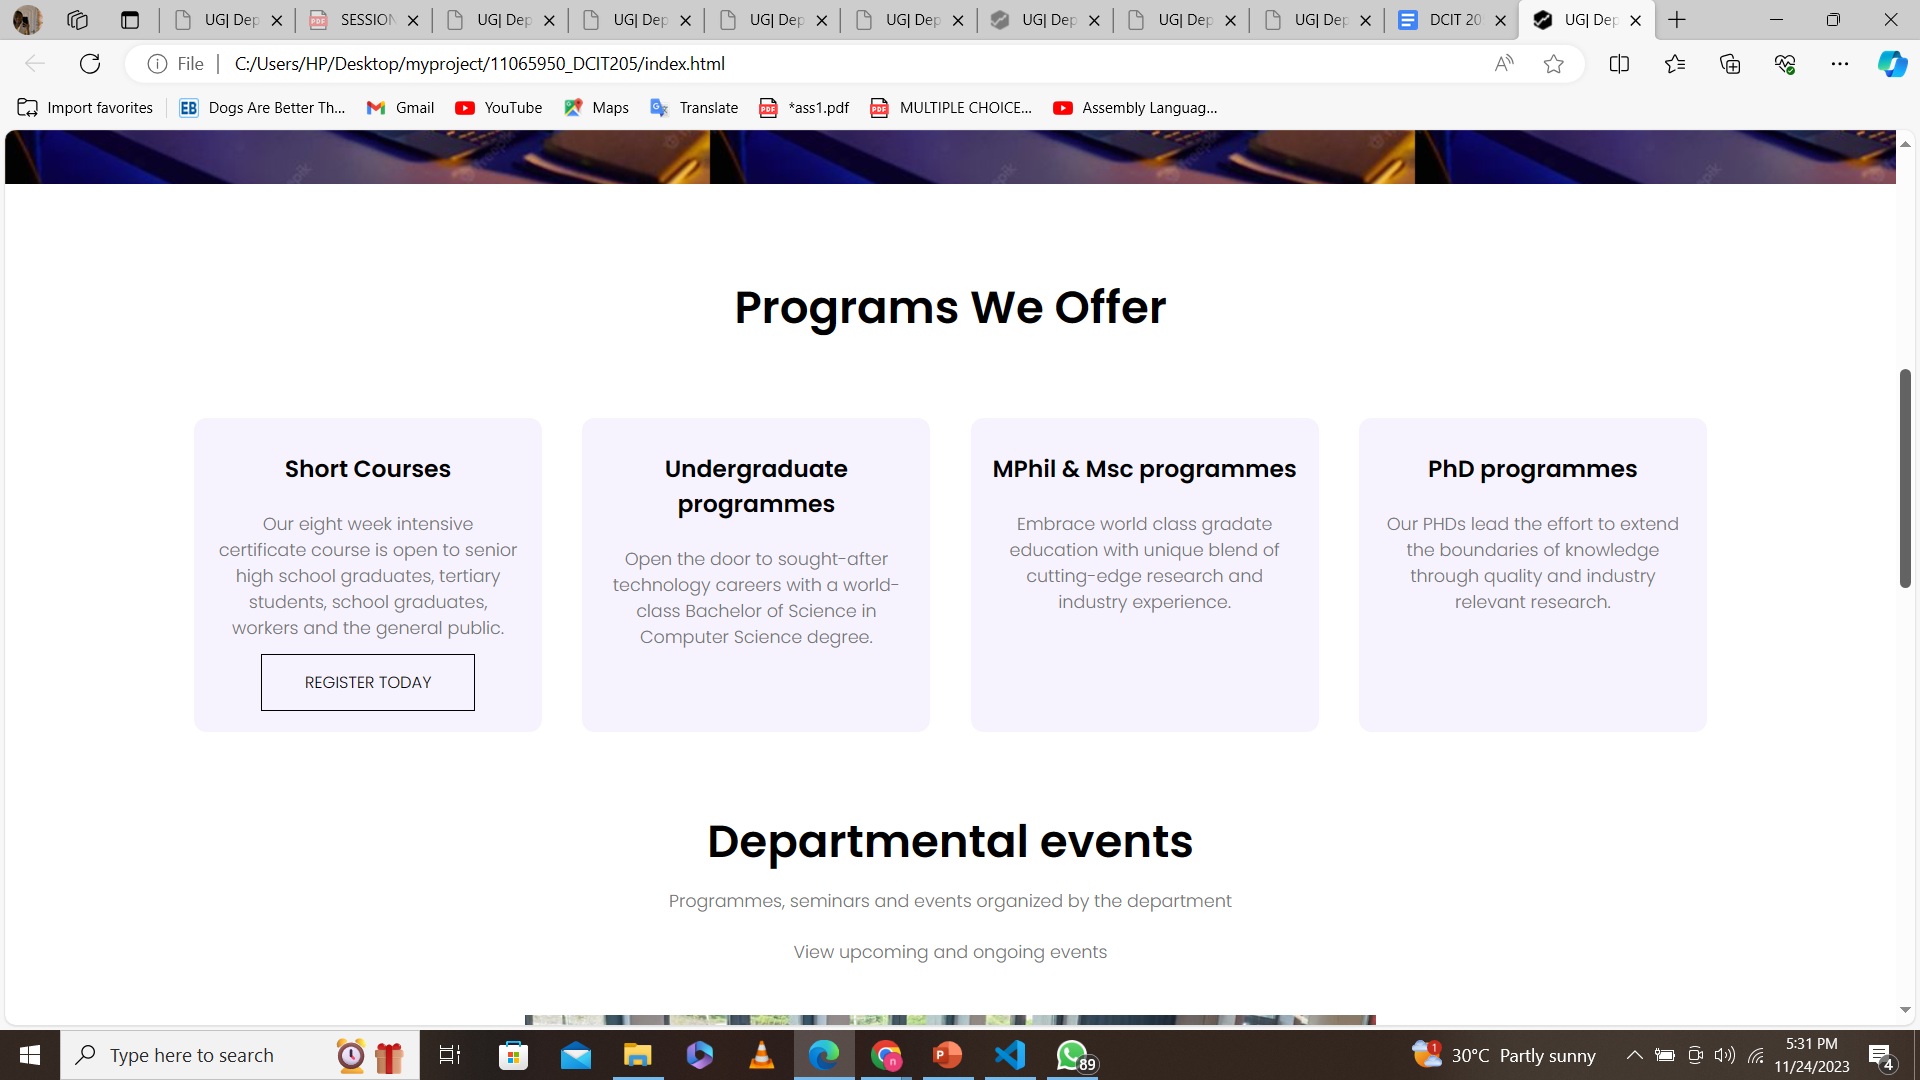 UG| Dep
SESSION
UG| Dep
UG| Dep
UG| Dep
UG| Dep
UG| Dep
UG| Dep
UG| Dep
DCIT 20
UG| Dep
File
C:/Users/HP/Desktop/myproject/11065950_DCIT205/index.html
Import favorites
EB Dogs Are Better Th...
Gmail
YouTube
Maps
Translate
PDF *ass1.pdf
PDF MULTIPLE CHOICE...
Assembly Languag...
Programs We Offer
Short Courses
Our eight week intensive
certificate course is open to senior
high school graduates, tertiary
students, school graduates,
workers and the general public.
REGISTER TODAY
Undergraduate
programmes
Open the door to sought-after
technology careers with a world-
class Bachelor of Science in
Computer Science degree.
MPhil & Msc programmes
Embrace world class gradate
education with unique blend of
cutting-edge research and
industry experience.
PhD programmes
Our PHDs lead the effort to extend
the boundaries of knowledge
through quality and industry
relevant research.
Departmental events
Programmes, seminars and events organized by the department
View upcoming and ongoing events
Type here to search
89
1
30°C Partly sunny
5:31 PM
11/24/2023
4